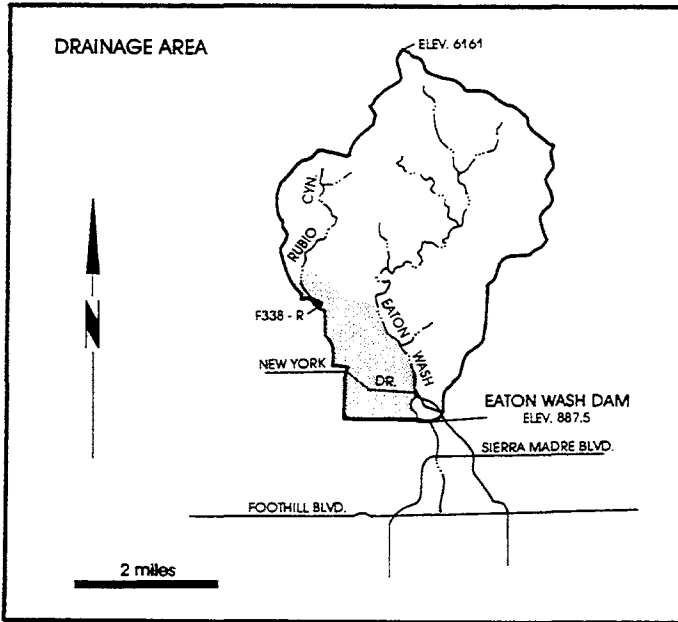 DRAINAGE AREA
ELEV. 6161
RUBIO CYN.
F338 - R
EATON WASH
NEW YORK DR.
EATON WASH DAM
ELEV. 887.5
SIERRA MADRE BLVD.
FOOTHILL BLVD.
N
2 miles